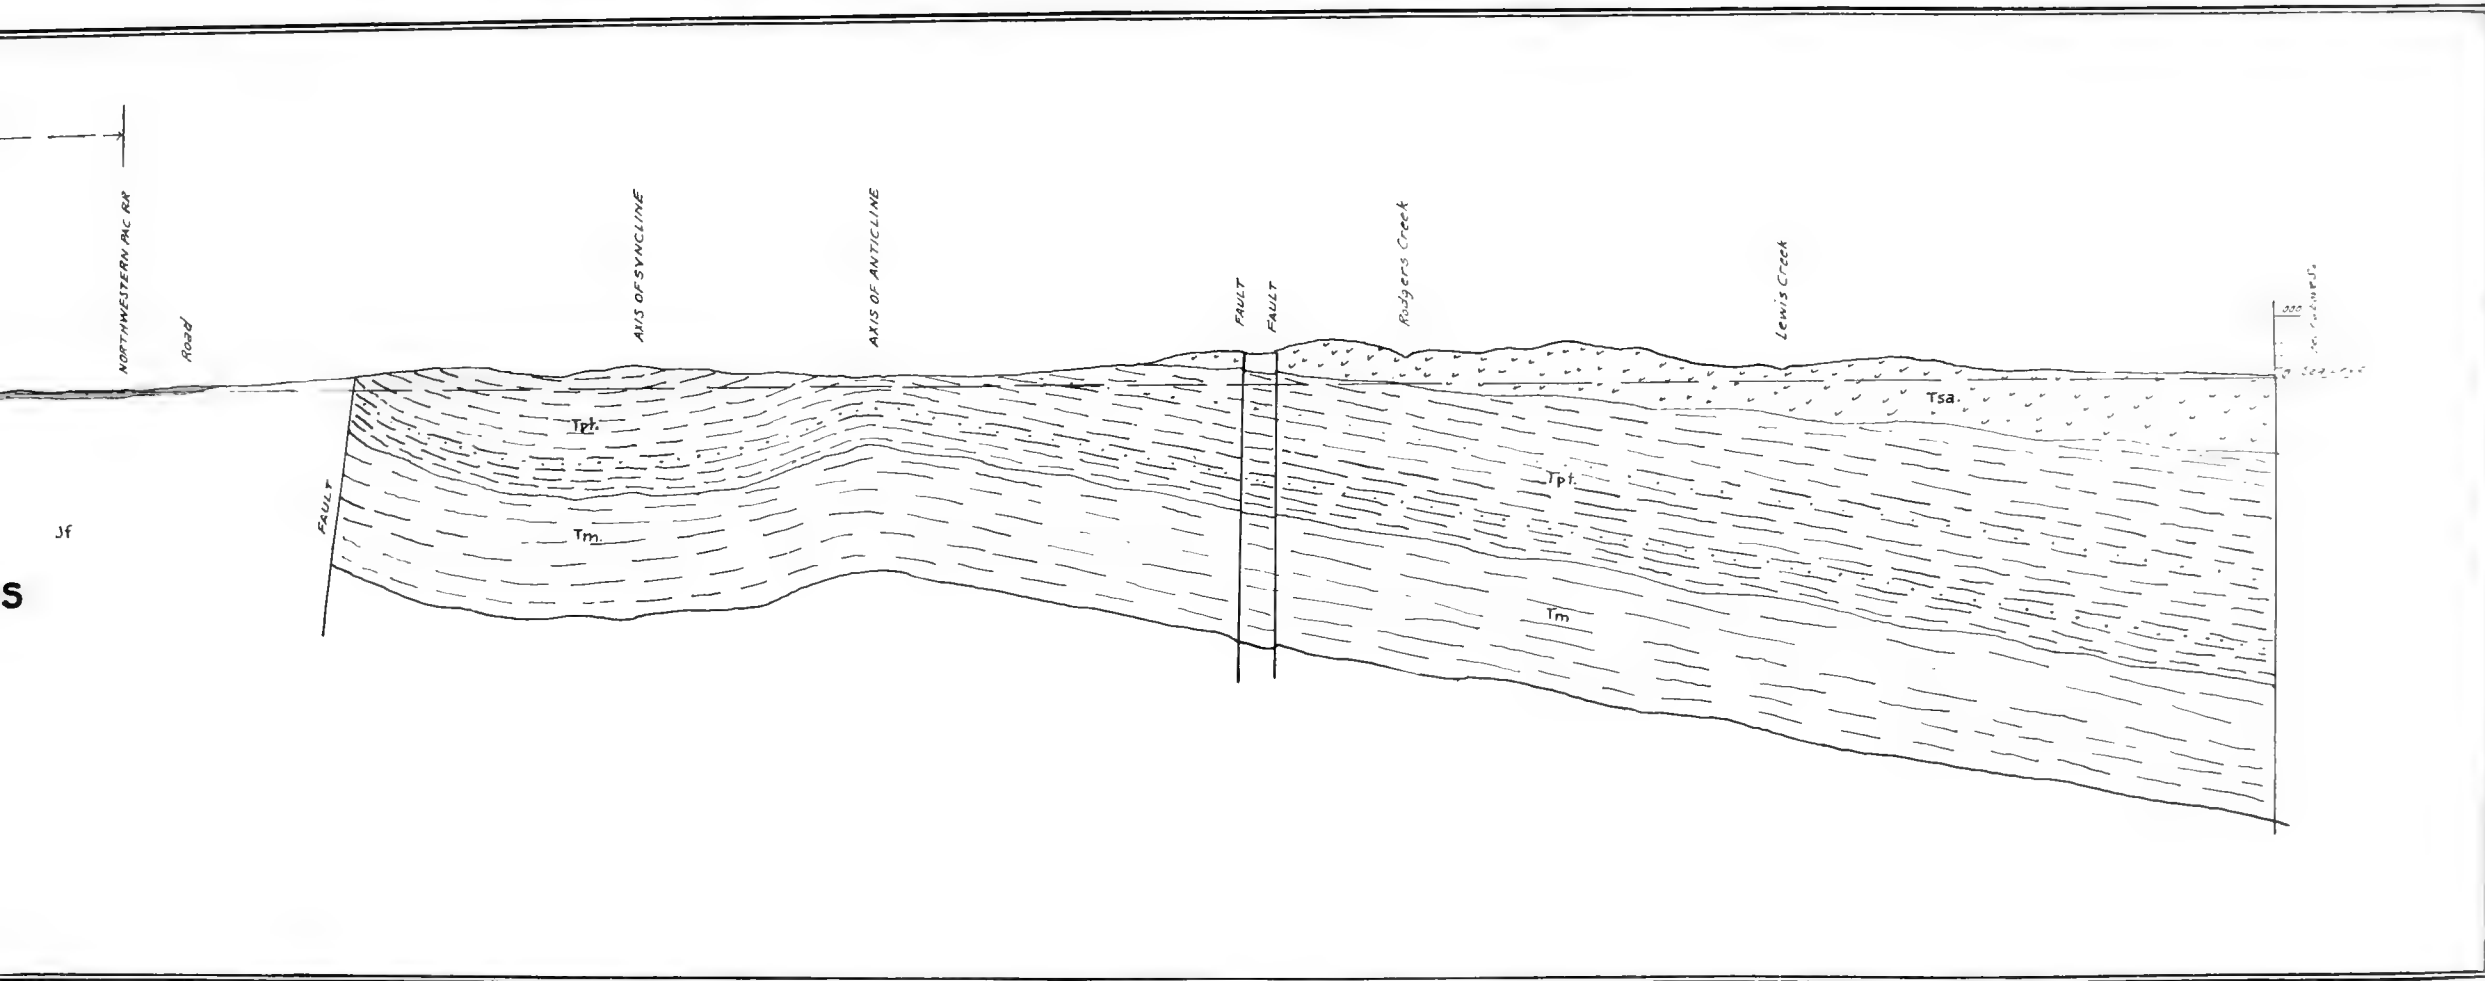 NORTHWESTERN PAC RR
Road
AXIS OF SYNCLINE
AXIS OF ANTICLINE
FAULT
FAULT
Rodgers Creek
Lewis Creek
Tsa.
Tpt.
Tpt.
FAULT
Jf
Tm.
S
Tm